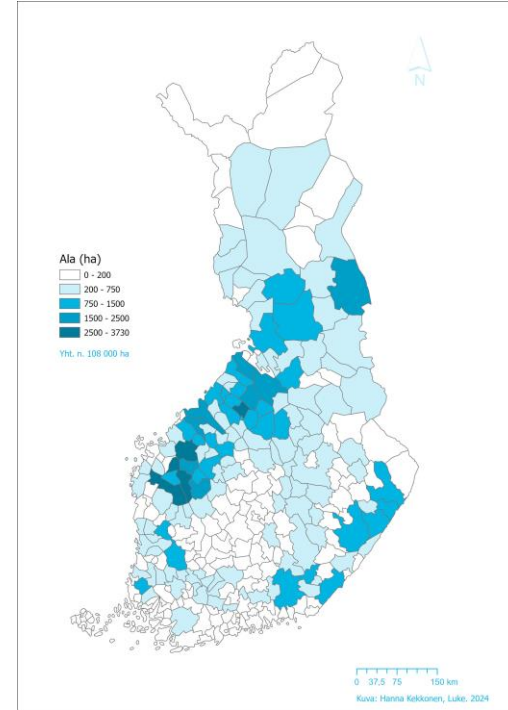 N
Ala (ha)
0 - 200
200 - 750
750 - 1500
1500 - 2500
2500 - 3730
Yht. n. 108 000 ha
0 37,5 75 150 km
Kuva: Hanna Kekkonen, Luke. 2024